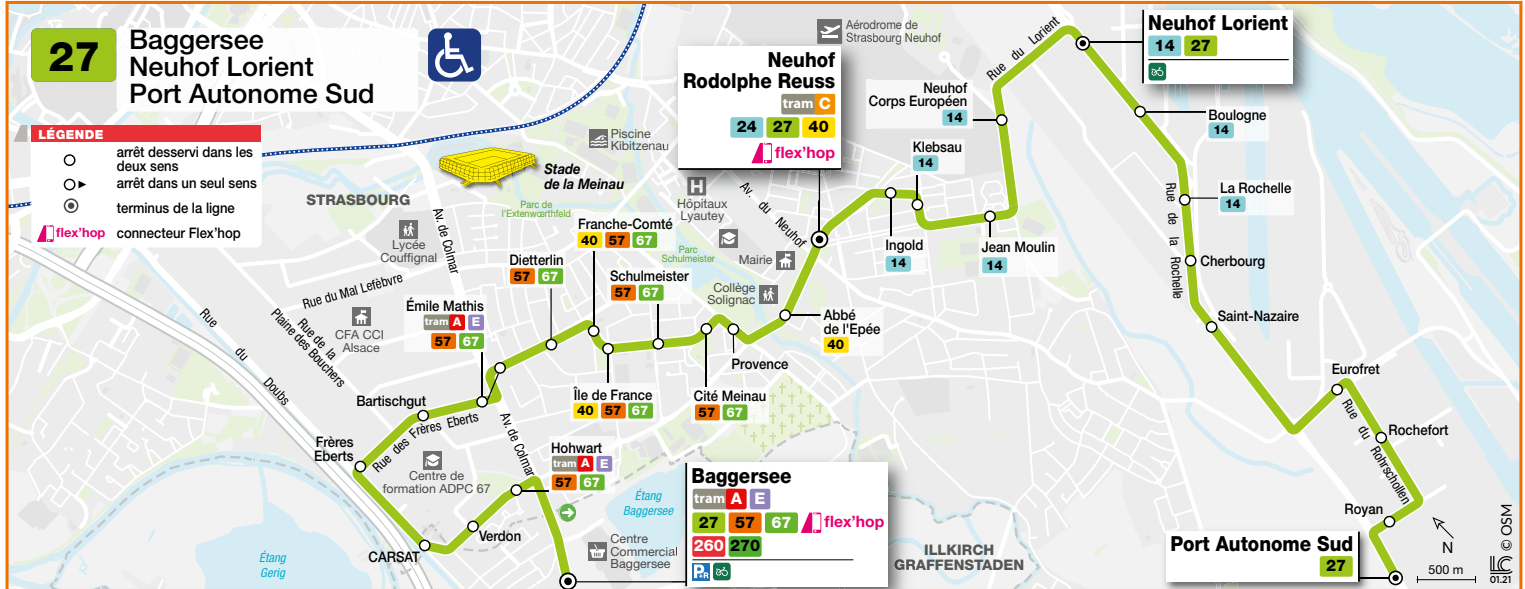 27
Baggersee
Neuhof Lorient
Port Autonome Sud
LÉGENDE
arrêt desservi dans les
deux sens
arrêt dans un seul sens
terminus de la ligne
flex'hop connecteur Flex'hop
STRASBOURG
Lycée
Couffignal
Av. de Colmar
Rue du Mal Lefèbvre
CFA CCI
Alsace
Rue de la
Plaine des Bouchers
Rue du Doubs
Stade
de la Meinau
Parc de
l'Extenwœrthfeld
Piscine
Kibitzenau
Aérodrome de
Strasbourg Neuhof
H
Hôpitaux
Lyautey
Parc
Schulmeister
Mairie
Collège
Solignac
Av. du Neuhof
Neuhof
Rodolphe Reuss
tram C
24 27 40
flex'hop
Neuhof
Corps Européen
14
Rue du Lorient
Neuhof Lorient
14 27
Boulogne
14
Klebsau
14
La Rochelle
14
Rue de la Rochelle
Ingold
14
Jean Moulin
14
Cherbourg
Saint-Nazaire
Franche-Comté
40 57 67
Dietterlin
57 67
Schulmeister
57 67
Émile Mathis
tram A E
57 67
Abbé
de l'Epée
40
Provence
Île de France
40 57 67
Cité Meinau
57 67
Bartischgut
Rue des Frères Eberts
Frères
Eberts
Av. de Colmar
Centre de
formation ADPC 67
Hohwart
tram A E
57 67
Verdon
CARSAT
Étang
Gerig
Étang
Baggersee
Centre
Commercial
Baggersee
Baggersee
tram A E
27 57 67 flex'hop
260 270
P+R
ILLKIRCH
GRAFFENSTADEN
Eurofret
Rue du Rohrschollen
Rochefort
Royan
Port Autonome Sud
27
N
500 m
© OSM
LC
01.21